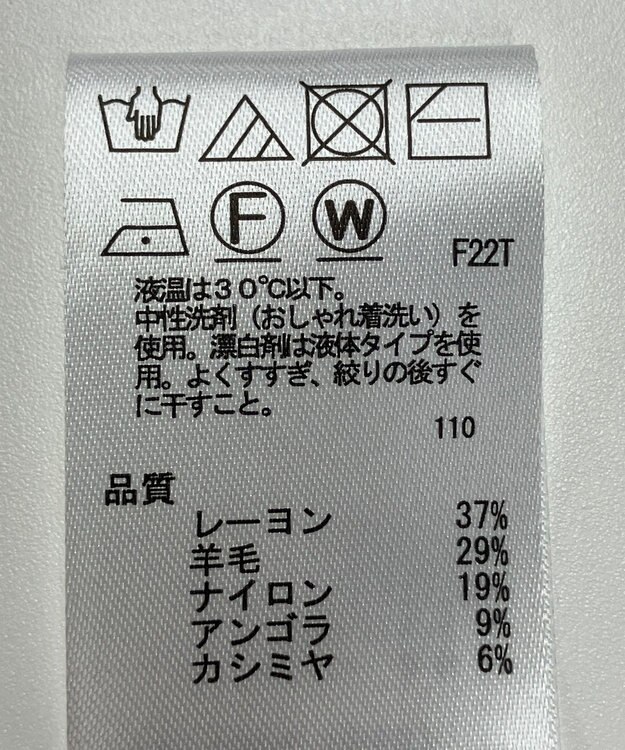 F W F22T
液温は30℃以下。
中性洗剤（おしゃれ着洗い）を
使用。漂白剤は液体タイプを使
用。よくすすぎ、絞りの後すぐ
に干すこと。
110
品質
レーヨン 37%
羊毛 29%
ナイロン 19%
アンゴラ 9%
カシミヤ 6%